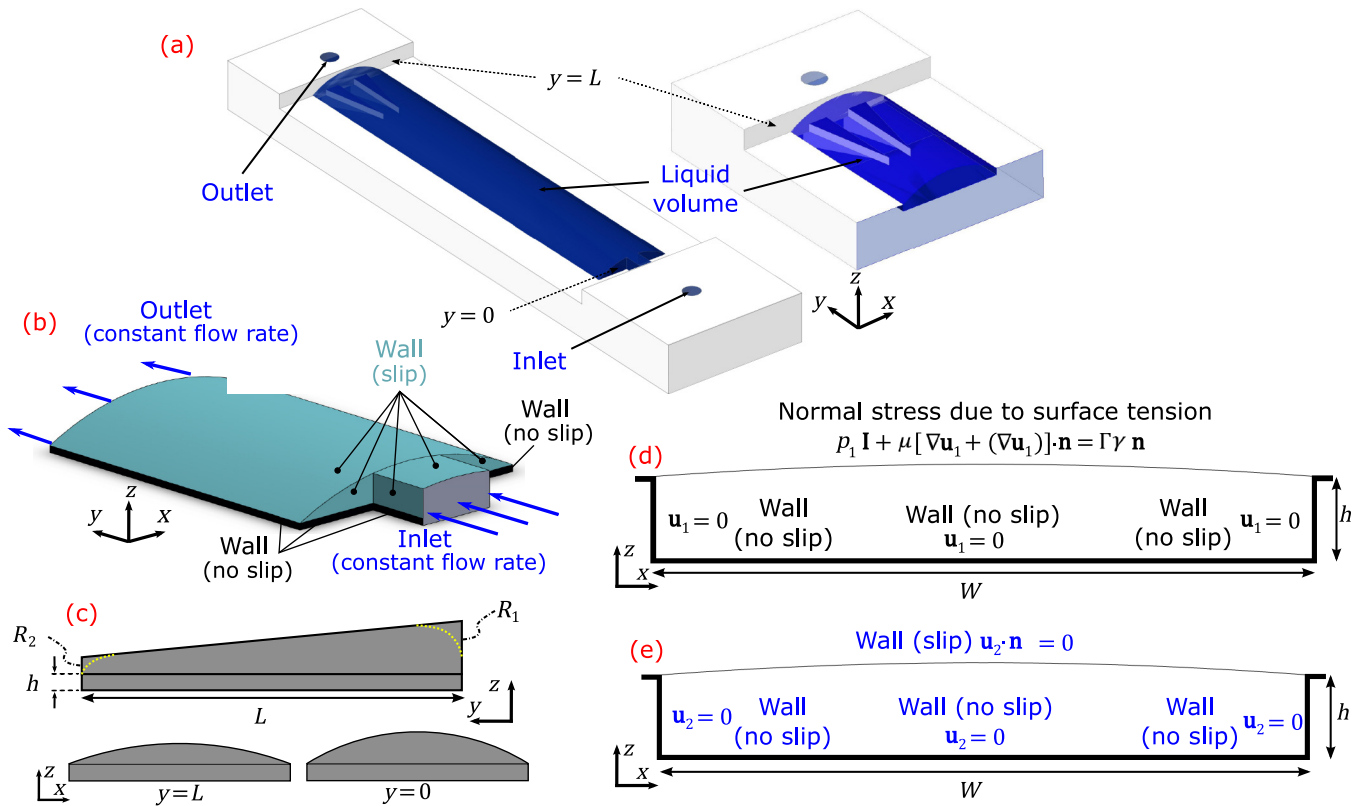 (a)
y = L
Outlet
Liquid
volume
y = 0
Inlet
z
y
x
(b)
Outlet
(constant flow rate)
Wall
(slip)
Wall
(no slip)
z
y
x
Wall
(no slip)
Inlet
(constant flow rate)
(c)
R₂
R₁
h
L
z
y
z
x
y = L
y = 0
Normal stress due to surface tension
(d)
p₁ I + µ[ ∇u₁ + (∇u₁)]·n = Γγ n
u₁ = 0
Wall
(no slip)
Wall (no slip)
u₁ = 0
Wall
(no slip)
u₁ = 0
h
z
x
W
(e)
Wall (slip) u₂·n = 0
u₂ = 0
Wall
(no slip)
Wall (no slip)
u₂ = 0
Wall
(no slip)
u₂ = 0
h
z
x
W